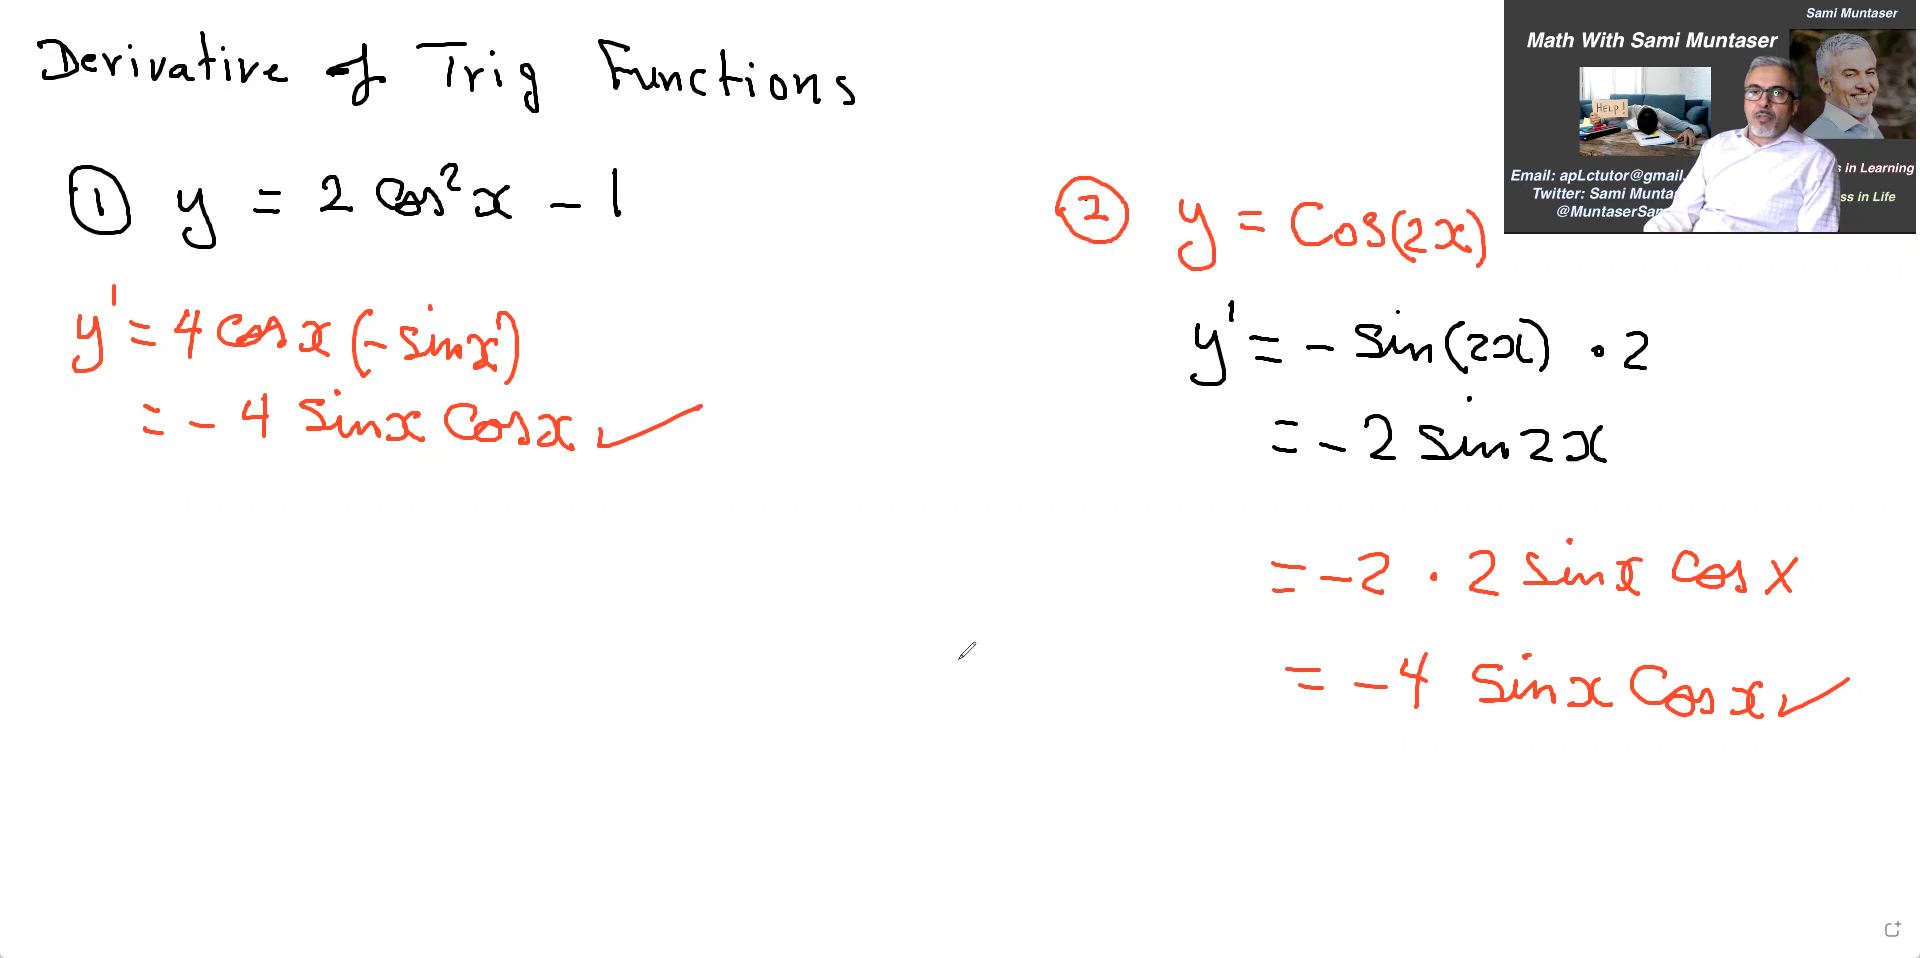 Derivative of Trig Functions
① y = 2 cos²x - 1
y' = 4 cosx (- sinx)
= - 4 sinx cosx ✓
② y = Cos(2x)
y' = - sin(2x) · 2
= - 2 sin2x
= -2 · 2 sinx cosx
= -4 sinx cosx ✓
Sami Muntaser
Math With Sami Muntaser
HELP!
Email: apLctutor@gmail.
Twitter: Sami Munta
@MuntaserSa
s in Learning
ss in Life